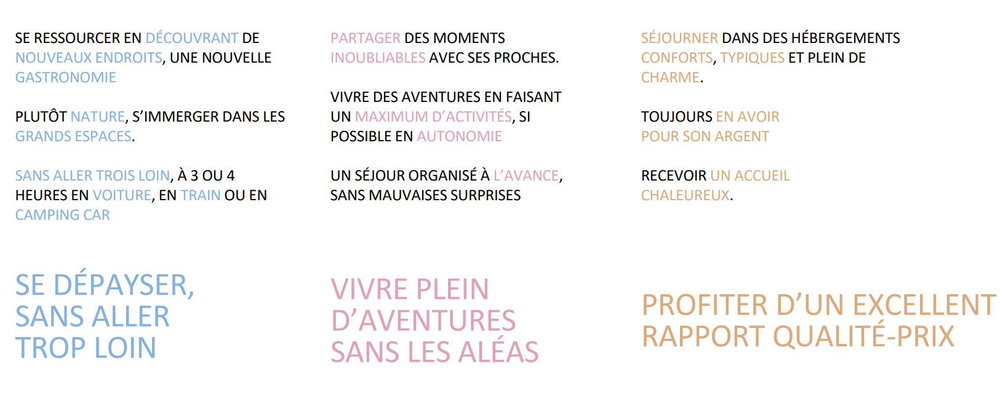 SE RESSOURCER EN DÉCOUVRANT DE
NOUVEAUX ENDROITS, UNE NOUVELLE
GASTRONOMIE
PLUTÔT NATURE, S’IMMERGER DANS LES
GRANDS ESPACES.
SANS ALLER TROIS LOIN, À 3 OU 4
HEURES EN VOITURE, EN TRAIN OU EN
CAMPING CAR
SE DÉPAYSER,
SANS ALLER
TROP LOIN
PARTAGER DES MOMENTS
INOUBLIABLES AVEC SES PROCHES.
VIVRE DES AVENTURES EN FAISANT
UN MAXIMUM D’ACTIVITÉS, SI
POSSIBLE EN AUTONOMIE
UN SÉJOUR ORGANISÉ À L’AVANCE,
SANS MAUVAISES SURPRISES
VIVRE PLEIN
D’AVENTURES
SANS LES ALÉAS
SÉJOURNER DANS DES HÉBERGEMENTS
CONFORTS, TYPIQUES ET PLEIN DE
CHARME.
TOUJOURS EN AVOIR
POUR SON ARGENT
RECEVOIR UN ACCUEIL
CHALEUREUX.
PROFITER D’UN EXCELLENT
RAPPORT QUALITÉ-PRIX